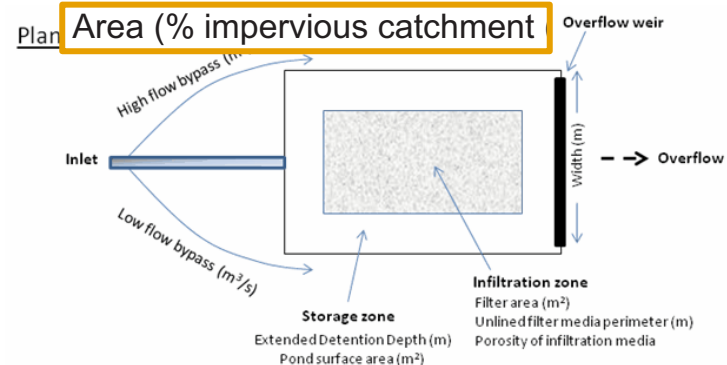 Plan
Area (% impervious catchment
Overflow weir
High flow bypass
Inlet
Width (m)
Overflow
Low flow bypass (m³/s)
Infiltration zone
Filter area (m²)
Unlined filter media perimeter (m)
Porosity of infiltration media
Storage zone
Extended Detention Depth (m)
Pond surface area (m²)